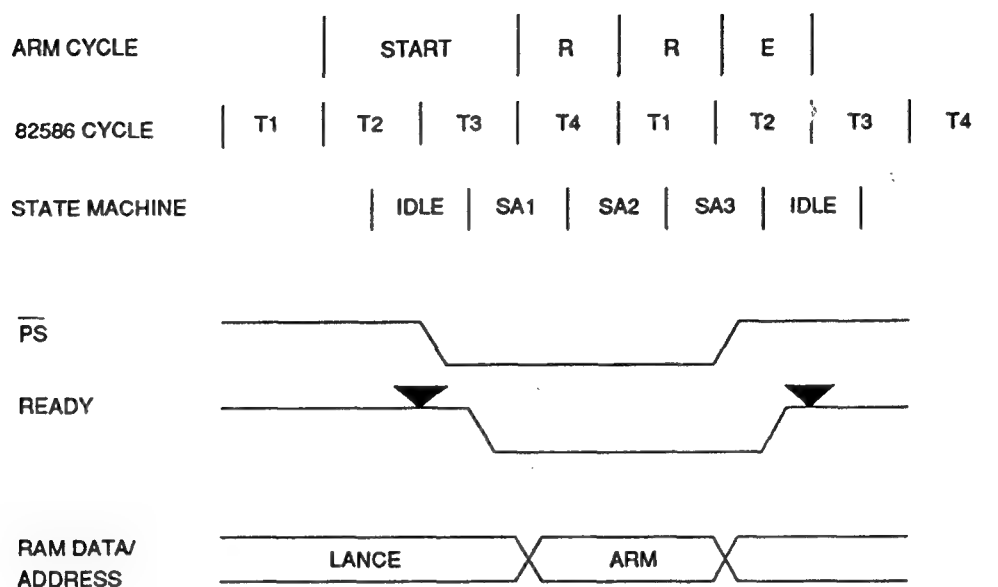 ARM CYCLE START R R E
82586 CYCLE T1 T2 T3 T4 T1 T2 T3 T4
STATE MACHINE IDLE SA1 SA2 SA3 IDLE
PS
READY
RAM DATA/
ADDRESS
LANCE ARM